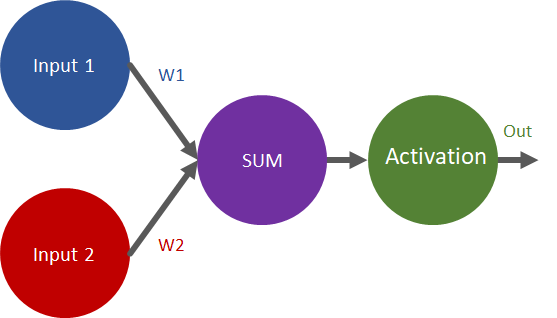 Input 1
W1
SUM
Activation
Out
Input 2
W2